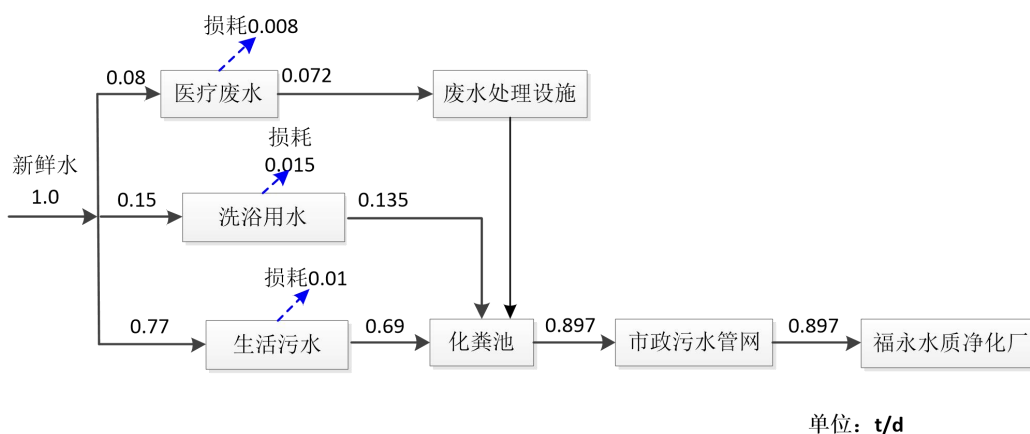 损耗0.008
0.08
医疗废水
0.072
废水处理设施
损耗
0.015
新鲜水
1.0
0.15
洗浴用水
0.135
损耗0.01
0.77
生活污水
0.69
化粪池
0.897
市政污水管网
0.897
福永水质净化厂
单位：t/d